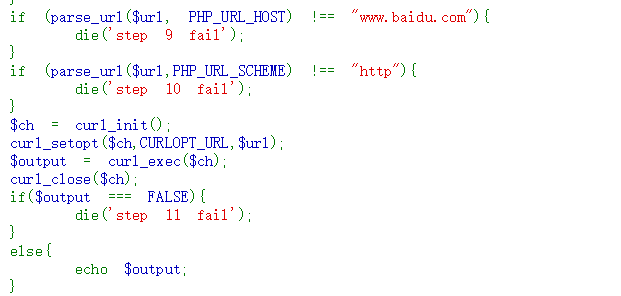 }
if (parse_url($url, PHP_URL_HOST) !== "www.baidu.com"){
die('step 9 fail');
}
if (parse_url($url,PHP_URL_SCHEME) !== "http"){
die('step 10 fail');
}
$ch = curl_init();
curl_setopt($ch,CURLOPT_URL,$url);
$output = curl_exec($ch);
curl_close($ch);
if($output === FALSE){
die('step 11 fail');
}
else{
echo $output;
}